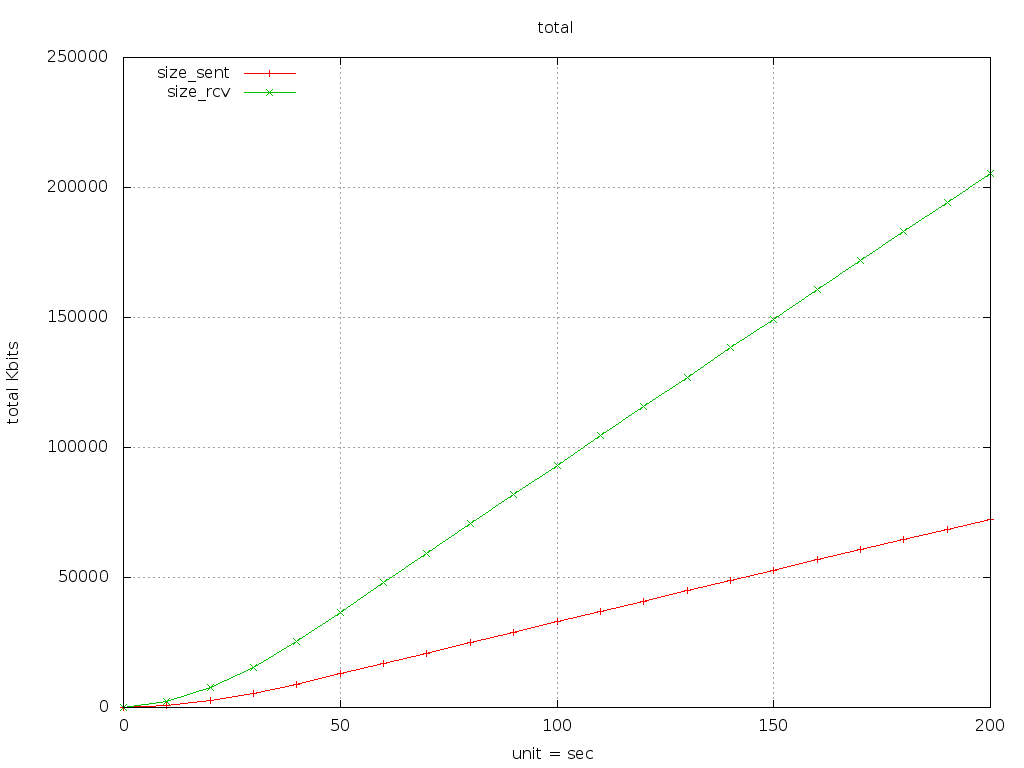 total
250000
size_sent
size_rcv
200000
150000
total Kbits
100000
50000
0
0 50 100 150 200
unit = sec